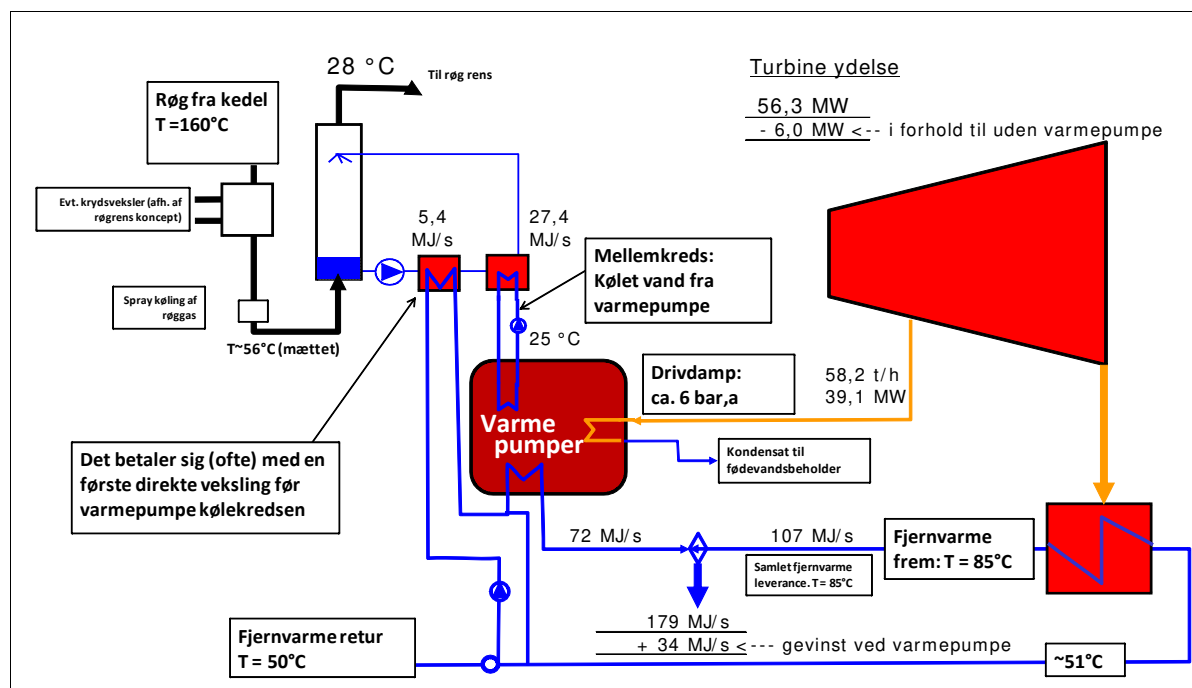 28 °C
Til røg rens
Røg fra kedel
T =160°C
Evt. krydsveksler (afh. af
røgrens koncept)
Spray køling af
røggas
T~56°C (mættet)
5,4
MJ/s
27,4
MJ/s
Mellemkreds:
Kølet vand fra
varmepumpe
25 °C
Turbine ydelse
56,3 MW
- 6,0 MW <-- i forhold til uden varmepumpe
Drivdamp:
ca. 6 bar,a
58,2 t/h
39,1 MW
Varme
pumper
Kondensat til
fødevandsbeholder
Det betaler sig (ofte) med en
første direkte veksling før
varmepumpe kølekredsen
72 MJ/s
107 MJ/s
Samlet fjernvarme
leverance. T = 85°C
Fjernvarme
frem: T = 85°C
179 MJ/s
+ 34 MJ/s <--- gevinst ved varmepumpe
Fjernvarme retur
T = 50°C
~51°C